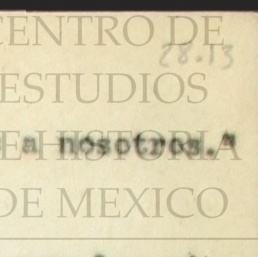 CENTRO DE
28.13
ESTUDIOS
DE HISTORIA
a nosotros."
DE MEXICO